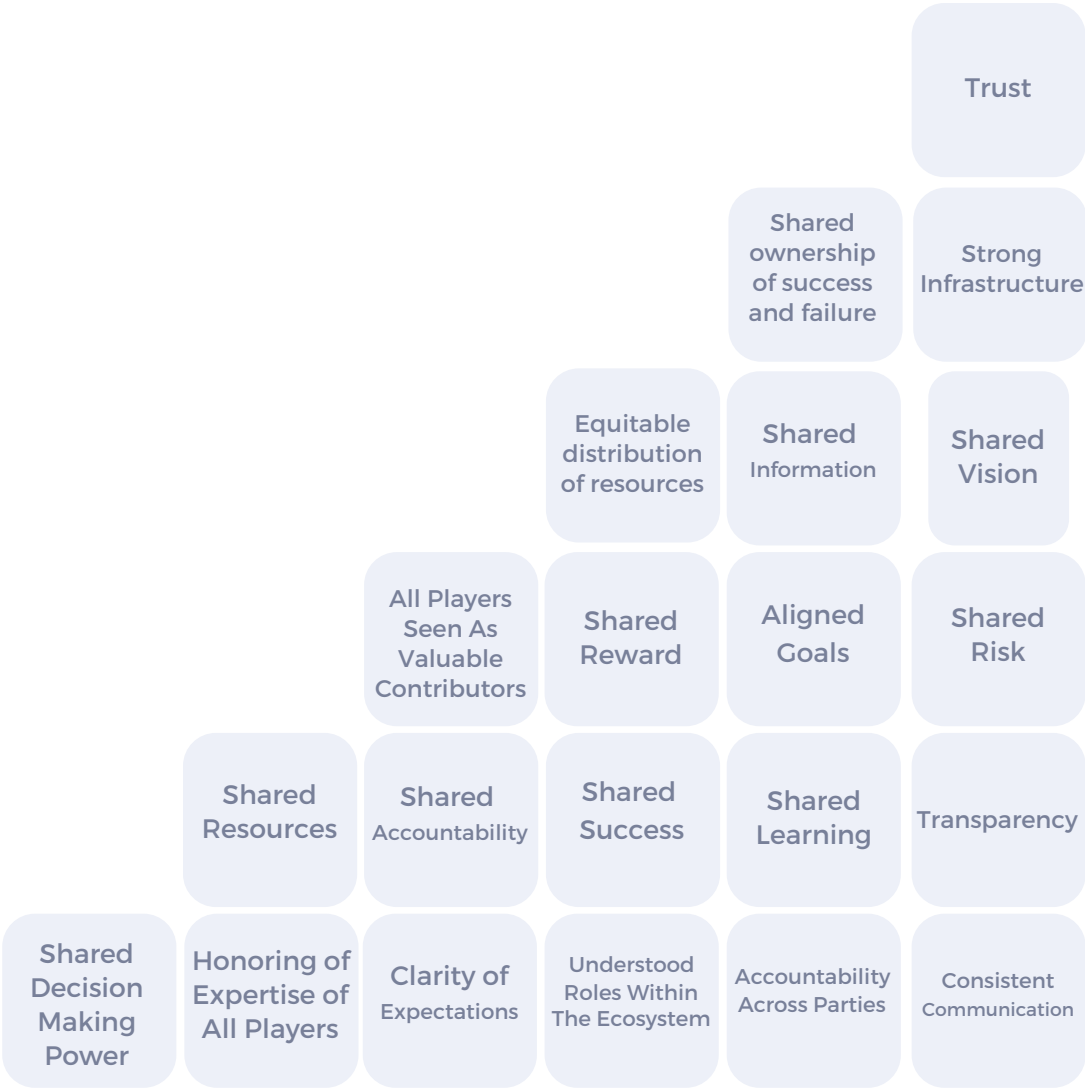 Trust
Shared
ownership
of success
and failure
Strong
Infrastructure
Equitable
distribution
of resources
Shared
Information
Shared
Vision
All Players
Seen As
Valuable
Contributors
Shared
Reward
Aligned
Goals
Shared
Risk
Shared
Resources
Shared
Accountability
Shared
Success
Shared
Learning
Transparency
Shared
Decision
Making
Power
Honoring of
Expertise of
All Players
Clarity of
Expectations
Understood
Roles Within
The Ecosystem
Accountability
Across Parties
Consistent
Communication